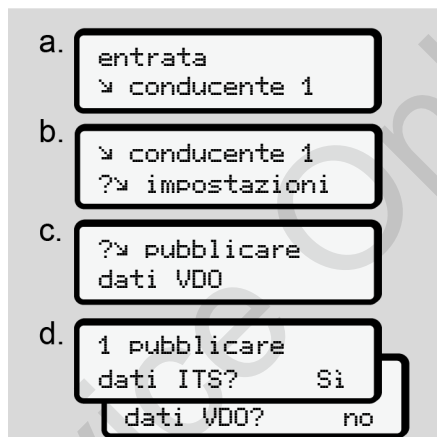 a.
entrata
↘ conducente 1
b.
↘ conducente 1
?↘ impostazioni
c.
?↘ pubblicare
dati VDO
d.
1 pubblicare
dati ITS? Sì
dati VDO? no